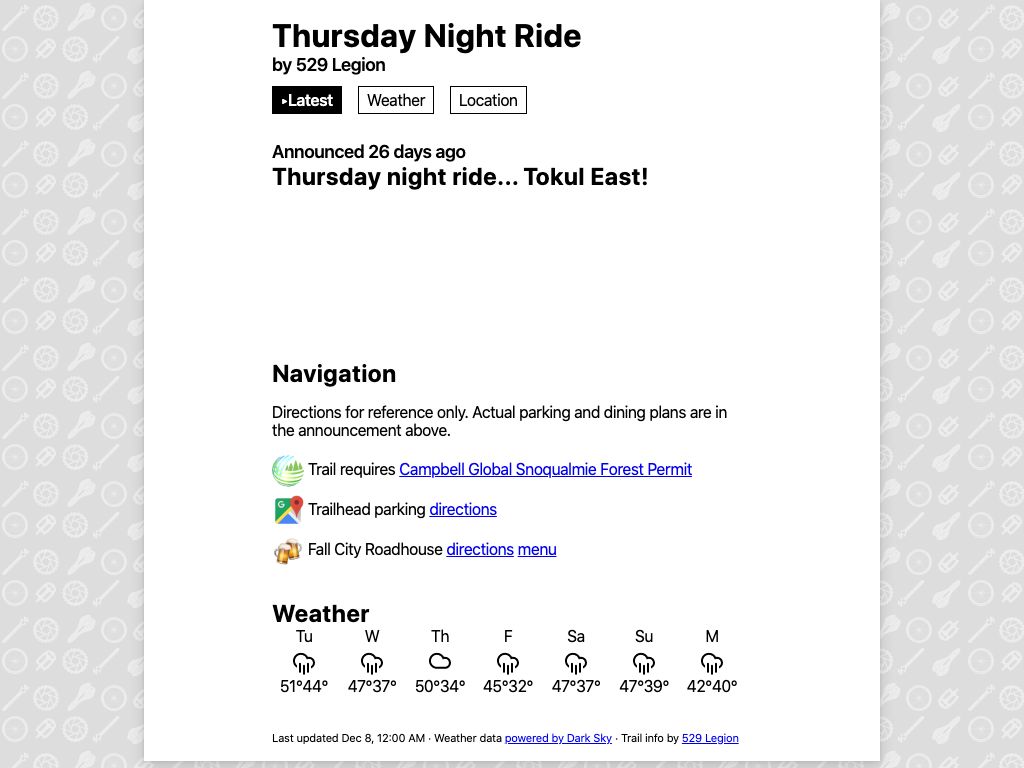 Thursday Night Ride
by 529 Legion
▸Latest Weather Location
Announced 26 days ago
Thursday night ride... Tokul East!
Navigation
Directions for reference only. Actual parking and dining plans are in
the announcement above.
Trail requires Campbell Global Snoqualmie Forest Permit
Trailhead parking directions
Fall City Roadhouse directions menu
Weather
Tu W Th F Sa Su M
51°44° 47°37° 50°34° 45°32° 47°37° 47°39° 42°40°
Last updated Dec 8, 12:00 AM · Weather data powered by Dark Sky · Trail info by 529 Legion